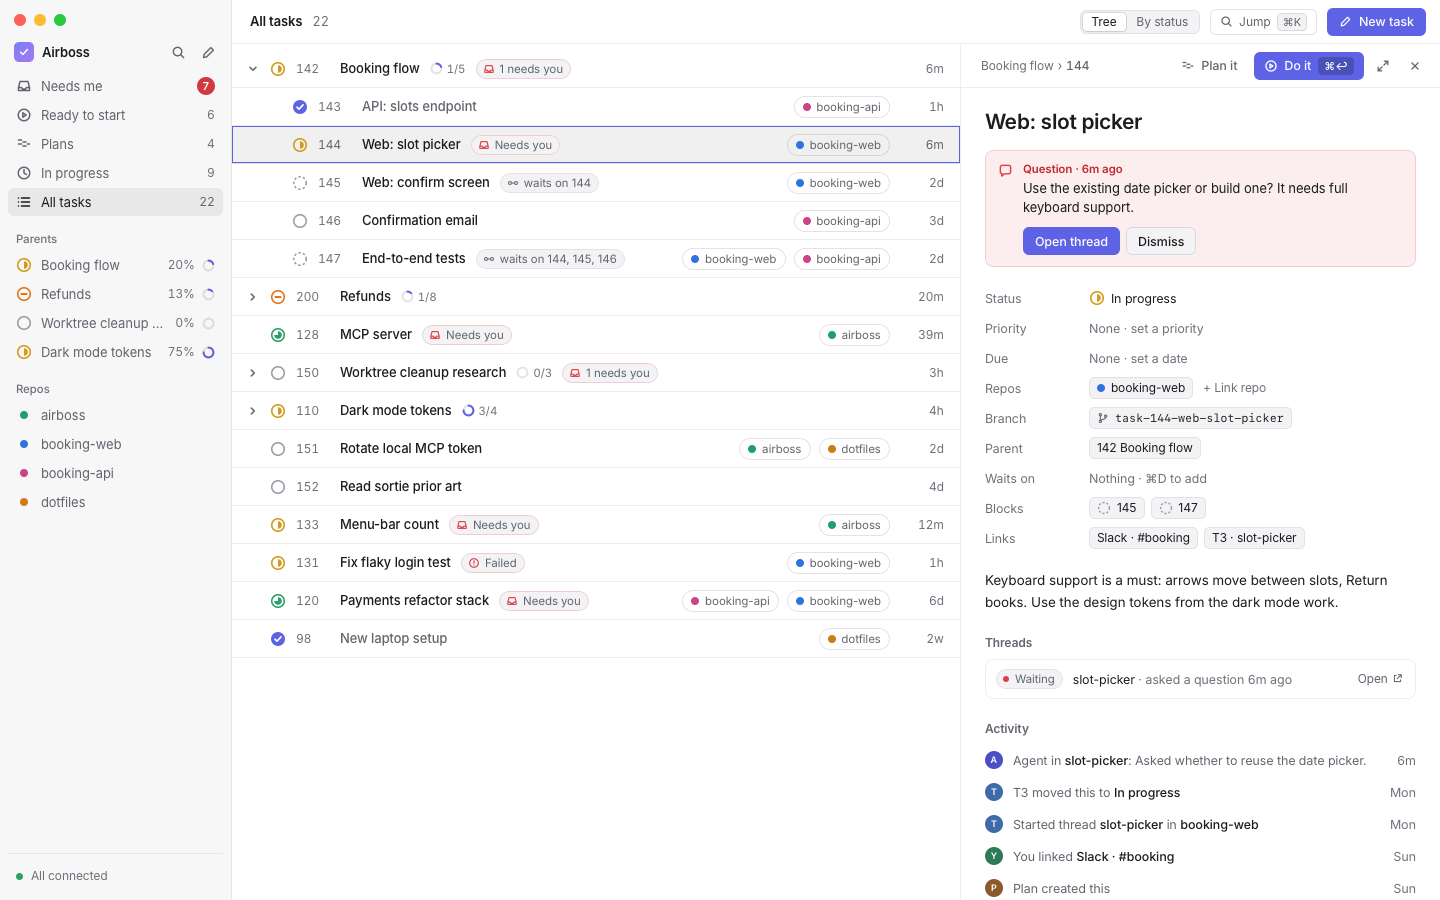 Airboss
Needs me 7
Ready to start 6
Plans 4
In progress 9
All tasks 22
Parents
Booking flow 20%
Refunds 13%
Worktree cleanup ... 0%
Dark mode tokens 75%
Repos
airboss
booking-web
booking-api
dotfiles
All connected
All tasks 22
Tree By status
Jump ⌘K
New task
142 Booking flow 1/5 1 needs you 6m
143 API: slots endpoint booking-api 1h
144 Web: slot picker Needs you booking-web 6m
145 Web: confirm screen waits on 144 booking-web 2d
146 Confirmation email booking-api 3d
147 End-to-end tests waits on 144, 145, 146 booking-web booking-api 2d
200 Refunds 1/8 20m
128 MCP server Needs you airboss 39m
150 Worktree cleanup research 0/3 1 needs you 3h
110 Dark mode tokens 3/4 4h
151 Rotate local MCP token airboss dotfiles 2d
152 Read sortie prior art 4d
133 Menu-bar count Needs you airboss 12m
131 Fix flaky login test Failed booking-web 1h
120 Payments refactor stack Needs you booking-api booking-web 6d
98 New laptop setup dotfiles 2w
Booking flow › 144
Plan it
Do it ⌘↩
Web: slot picker
Question · 6m ago
Use the existing date picker or build one? It needs full
keyboard support.
Open thread Dismiss
Status In progress
Priority None · set a priority
Due None · set a date
Repos booking-web + Link repo
Branch task-144-web-slot-picker
Parent 142 Booking flow
Waits on Nothing · ⌘D to add
Blocks 145 147
Links Slack · #booking T3 · slot-picker
Keyboard support is a must: arrows move between slots, Return
books. Use the design tokens from the dark mode work.
Threads
Waiting slot-picker · asked a question 6m ago Open
Activity
A Agent in slot-picker: Asked whether to reuse the date picker. 6m
T T3 moved this to In progress Mon
T Started thread slot-picker in booking-web Mon
Y You linked Slack · #booking Sun
P Plan created this Sun